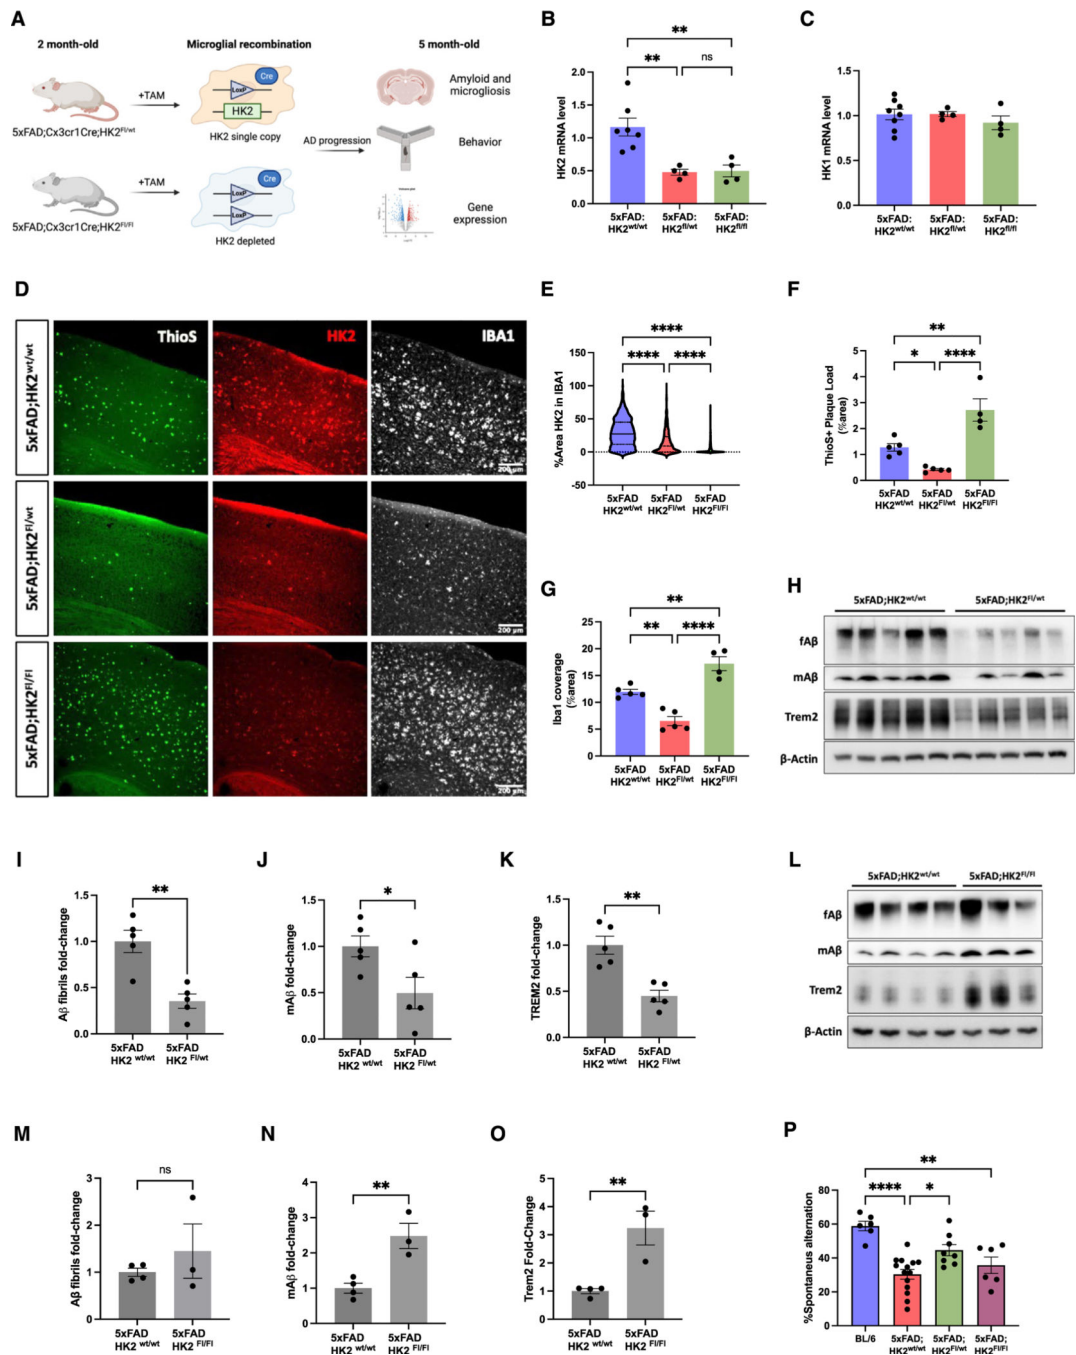 A
2 month-old
Microglial recombination
5 month-old
+TAM
Cre
LoxP
HK2
HK2 single copy
5xFAD;Cx3cr1Cre;HK2Fl/wt
AD progression
Amyloid and
microgliosis
Behavior
+TAM
Cre
LoxP
LoxP
HK2 depleted
5xFAD;Cx3cr1Cre;HK2Fl/Fl
Gene
expression
B
HK2 mRNA level
2.0
1.5
1.0
0.5
0.0
**
** ns
5xFAD: 5xFAD: 5xFAD:
HK2wt/wt HK2fl/wt HK2fl/fl
C
HK1 mRNA level
1.5
1.0
0.5
0.0
5xFAD: 5xFAD: 5xFAD:
HK2wt/wt HK2fl/wt HK2fl/fl
D
ThioS HK2 IBA1
5xFAD;HK2wt/wt
200 µm
5xFAD;HK2Fl/wt
200 µm
5xFAD;HK2Fl/Fl
200 µm
E
%Area HK2 in IBA1
150
100
50
0
-50
****
**** ****
5xFAD 5xFAD 5xFAD
HK2wt/wt HK2Fl/wt HK2Fl/Fl
F
ThioS+ Plaque Load
(%area)
5
4
3
2
1
0
**
* ****
5xFAD 5xFAD 5xFAD
HK2wt/wt HK2Fl/wt HK2Fl/Fl
G
Iba1 coverage
(%area)
25
20
15
10
5
0
**
** ****
5xFAD 5xFAD 5xFAD
HK2wt/wt HK2Fl/wt HK2Fl/Fl
H
5xFAD;HK2wt/wt 5xFAD;HK2Fl/wt
fAβ
mAβ
Trem2
β-Actin
I
Aβ fibrils fold-change
1.5
1.0
0.5
0.0
**
5xFAD 5xFAD
HK2 wt/wt HK2 Fl/wt
J
mAβ fold-change
1.5
1.0
0.5
0.0
*
5xFAD 5xFAD
HK2 wt/wt HK2 Fl/wt
K
TREM2 fold-change
1.5
1.0
0.5
0.0
**
5xFAD 5xFAD
HK2 wt/wt HK2 Fl/wt
L
5xFAD;HK2wt/wt 5xFAD;HK2Fl/Fl
fAβ
mAβ
Trem2
β-Actin
M
Aβ fibrils fold-change
3
2
1
0
ns
5xFAD 5xFAD
HK2 wt/wt HK2 Fl/Fl
N
mAβ fold-change
4
3
2
1
0
**
5xFAD 5xFAD
HK2 wt/wt HK2 Fl/Fl
O
Trem2 Fold-Change
5
4
3
2
1
0
**
5xFAD 5xFAD
HK2 wt/wt HK2 Fl/Fl
P
%Spontaneus alternation
80
60
40
20
0
**
**** *
BL/6 5xFAD; 5xFAD; 5xFAD;
HK2wt/wt HK2Fl/wt HK2Fl/Fl